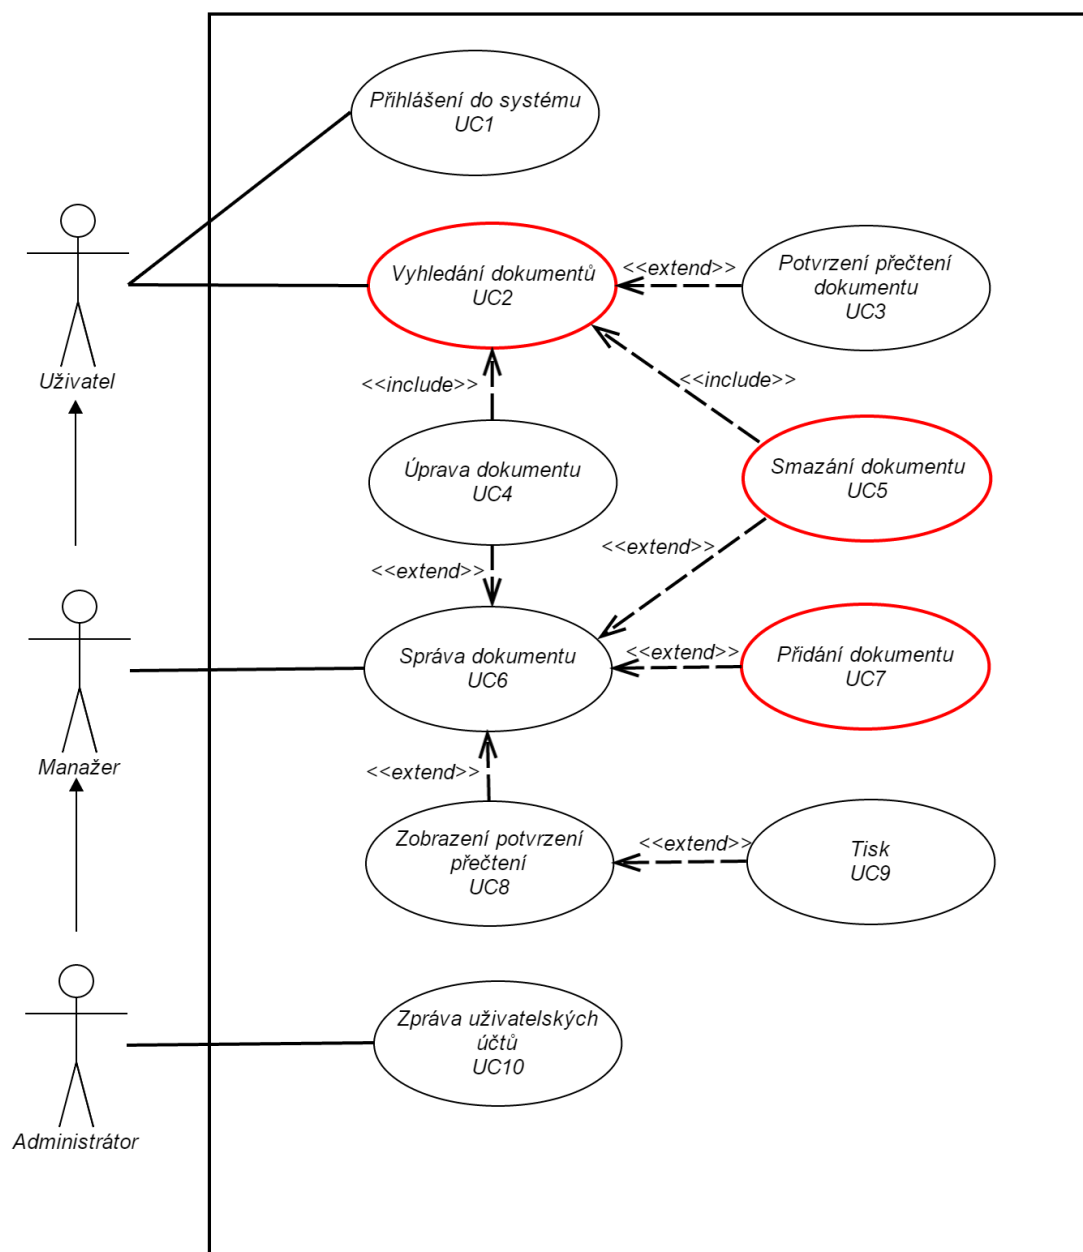 Přihlášení do systému
UC1
Vyhledání dokumentů
UC2
<<extend>>
Potvrzení přečtení
dokumentu
UC3
Uživatel
<<include>>
<<include>>
Úprava dokumentu
UC4
Smazání dokumentu
UC5
<<extend>>
<<extend>>
Správa dokumentu
UC6
<<extend>>
Přidání dokumentu
UC7
Manažer
<<extend>>
Zobrazení potvrzení
přečtení
UC8
<<extend>>
Tisk
UC9
Zpráva uživatelských
účtů
UC10
Administrátor